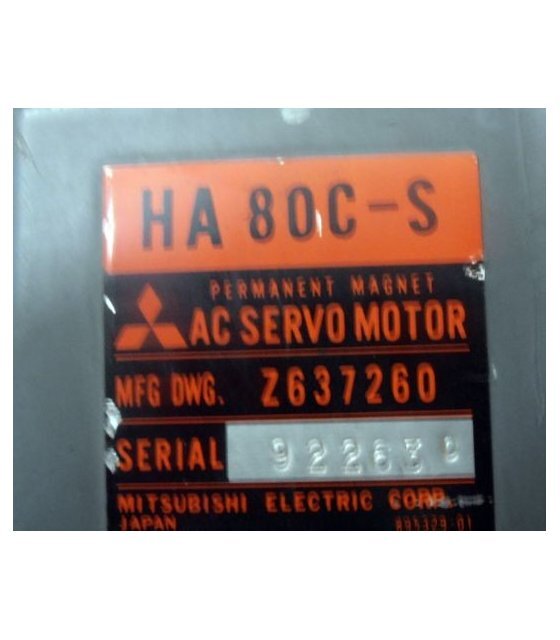 HA 80C-S
PERMANENT MAGNET
AC SERVO MOTOR
MFG DWG. Z637260
SERIAL
MITSUBISHI ELECTRIC CORP.
JAPAN